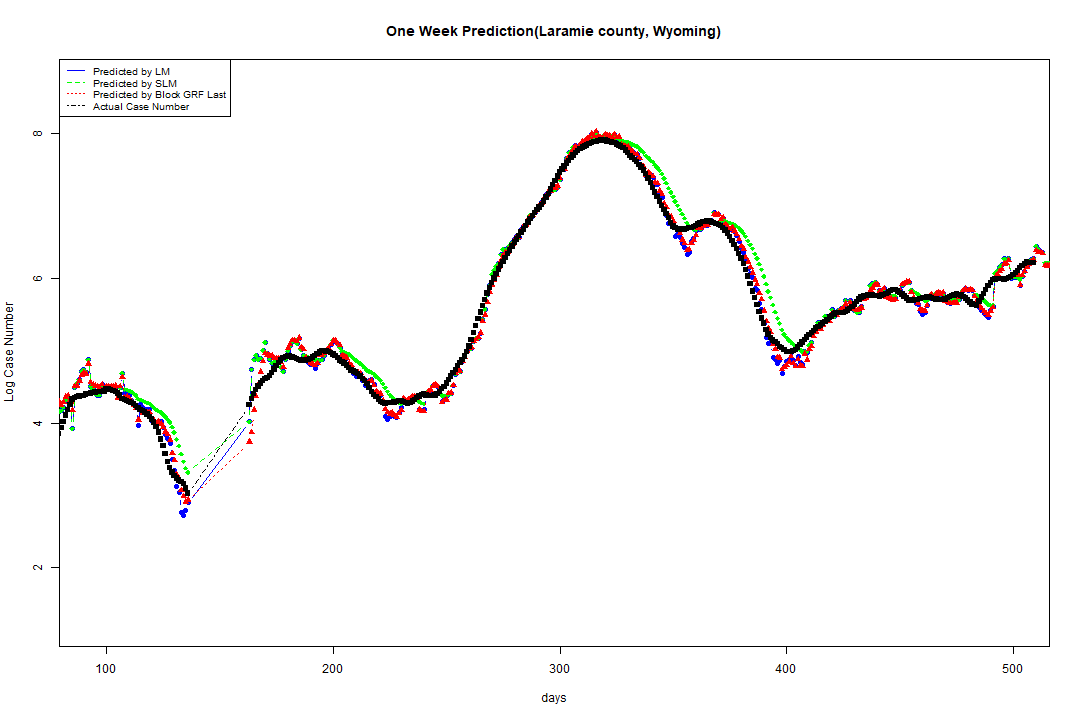 One Week Prediction(Laramie county, Wyoming)
Predicted by LM
Predicted by SLM
Predicted by Block GRF Last
Actual Case Number
8
6
4
2
Log Case Number
100
200
300
400
500
days